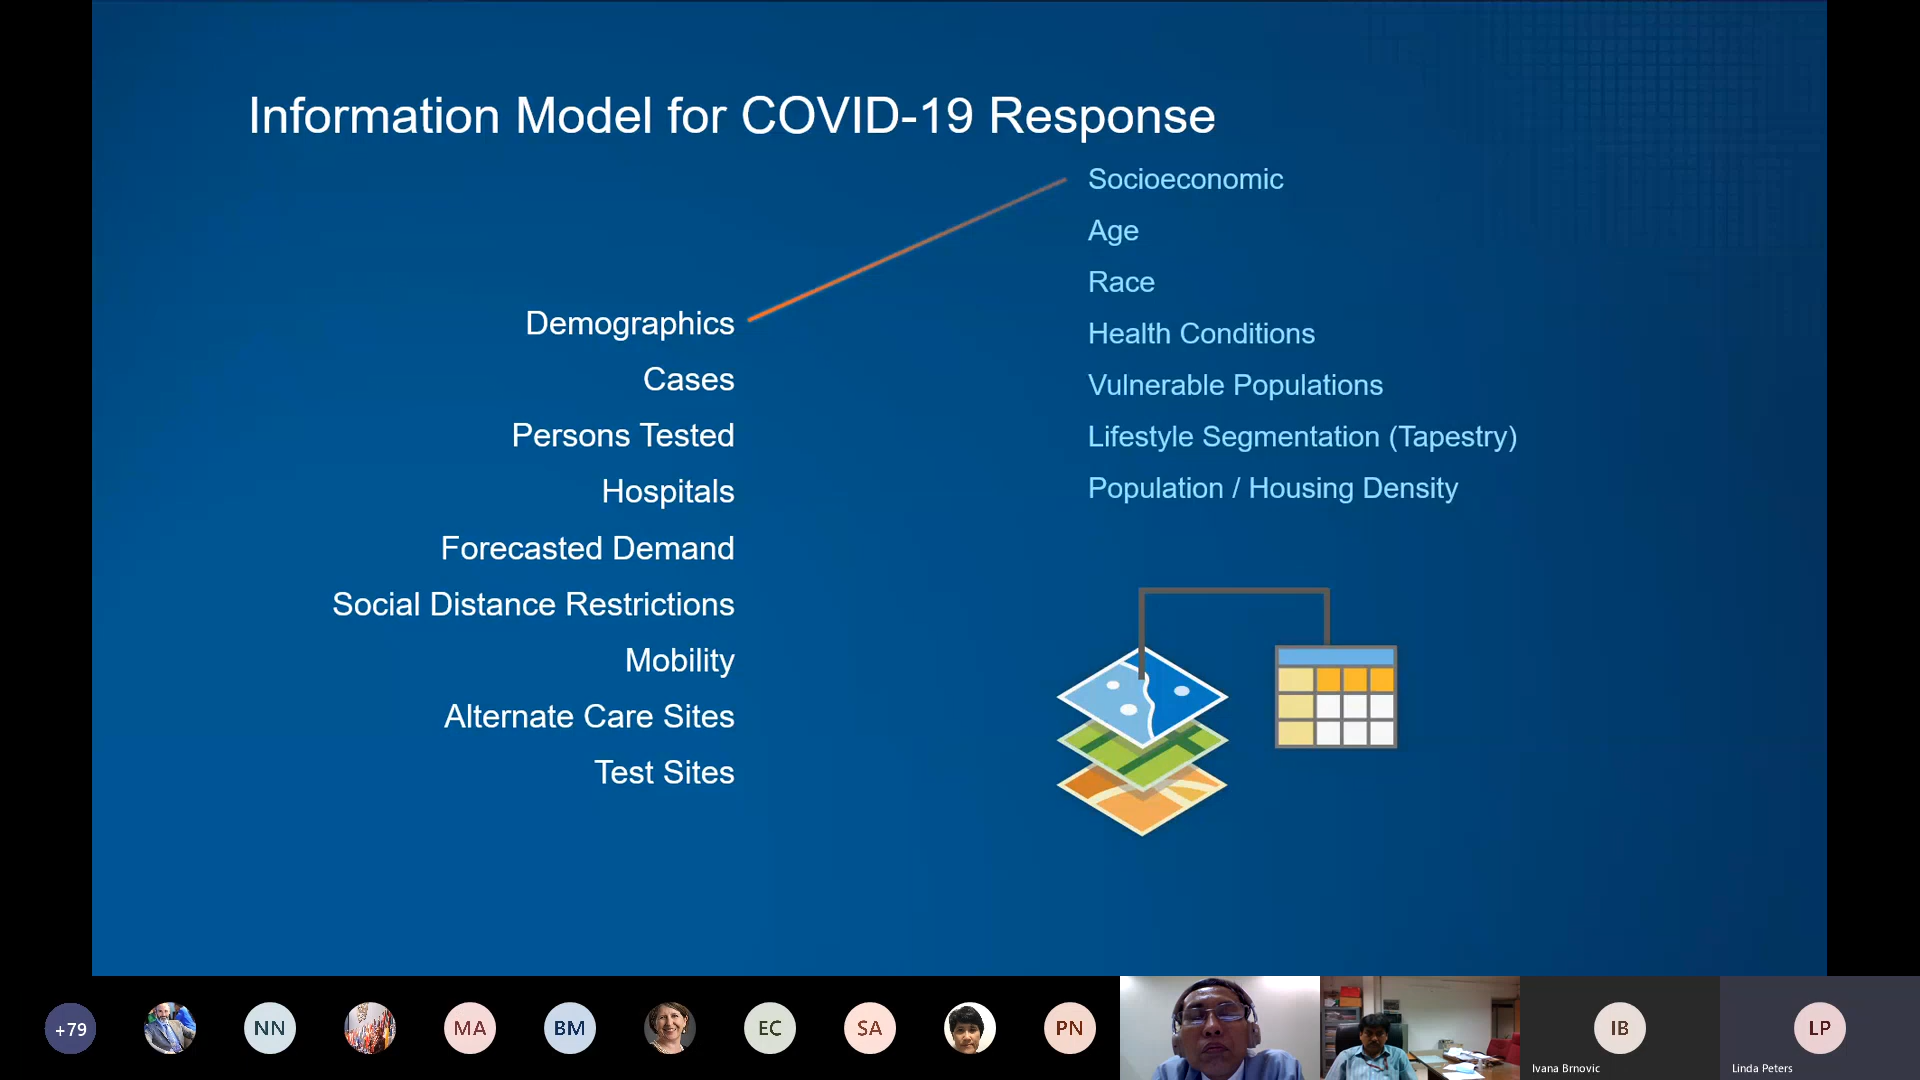 Information Model for COVID-19 Response
Demographics
Cases
Persons Tested
Hospitals
Forecasted Demand
Social Distance Restrictions
Mobility
Alternate Care Sites
Test Sites
Socioeconomic
Age
Race
Health Conditions
Vulnerable Populations
Lifestyle Segmentation (Tapestry)
Population / Housing Density
+79
NN
MA
BM
EC
SA
PN
IB
Ivana Brnovic
LP
Linda Peters